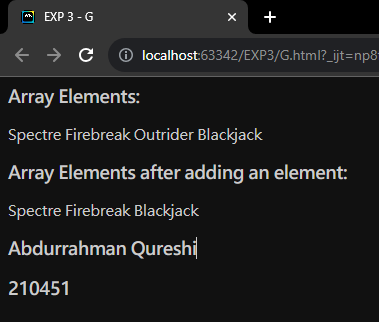 EXP 3 - G
localhost:63342/EXP3/G.html?_ijt=np8
Array Elements:
Spectre Firebreak Outrider Blackjack
Array Elements after adding an element:
Spectre Firebreak Blackjack
Abdurrahman Qureshi
210451